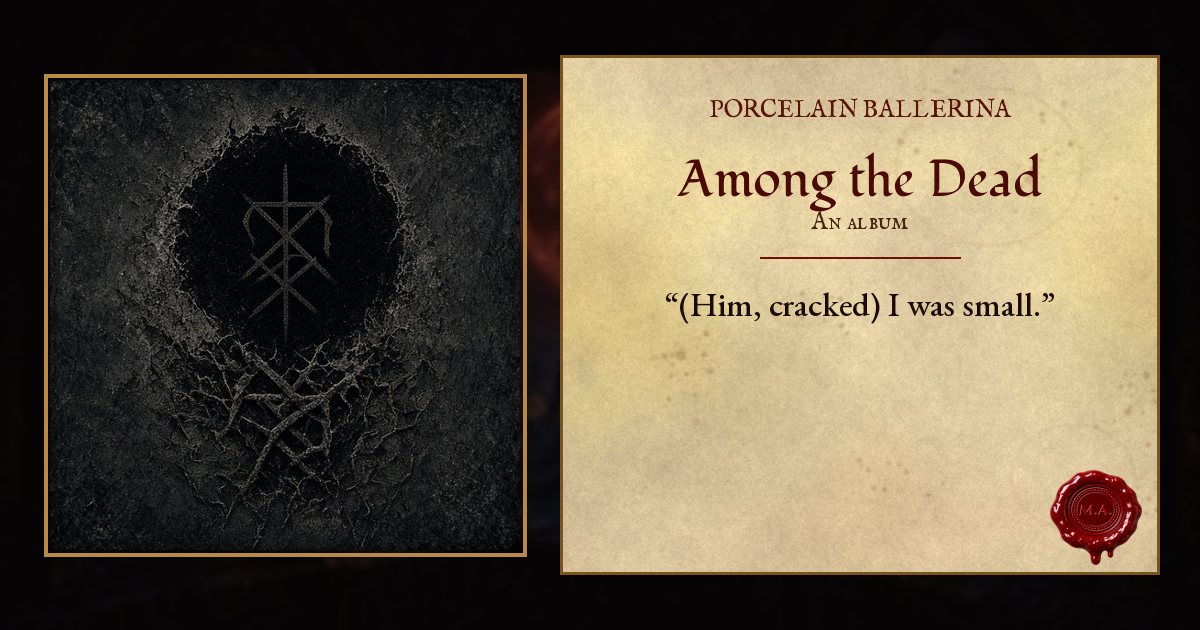 PORCELAIN BALLERINA
Among the Dead
An album
“(Him, cracked) I was small.”
M.A.